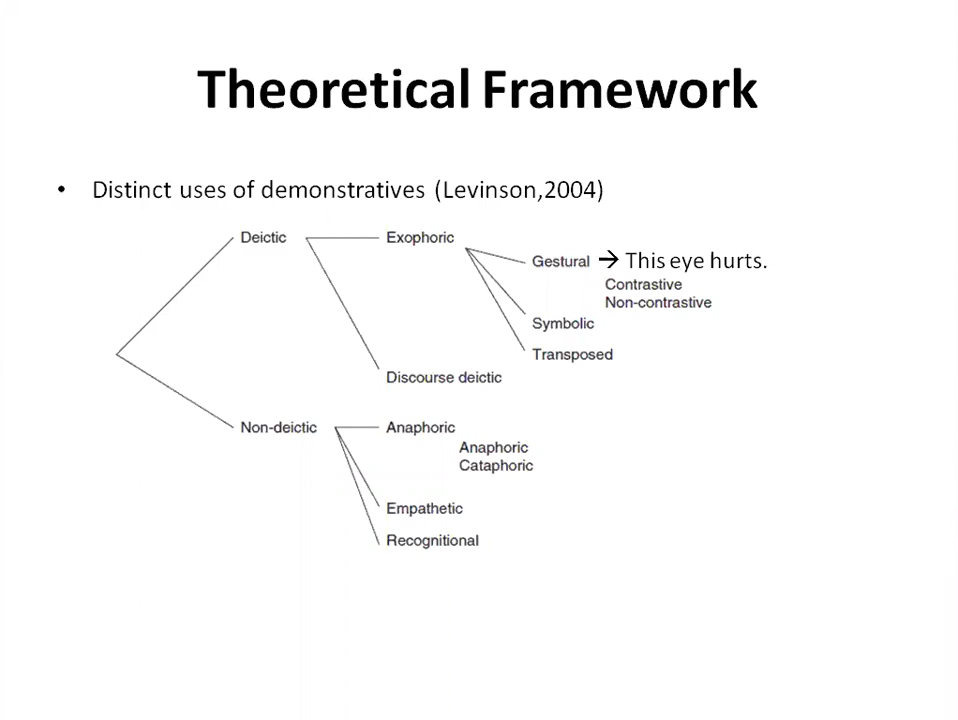 Theoretical Framework
• Distinct uses of demonstratives (Levinson,2004)
Deictic
Exophoric
Gestural → This eye hurts.
Contrastive
Non-contrastive
Symbolic
Transposed
Discourse deictic
Non-deictic
Anaphoric
Anaphoric
Cataphoric
Empathetic
Recognitional